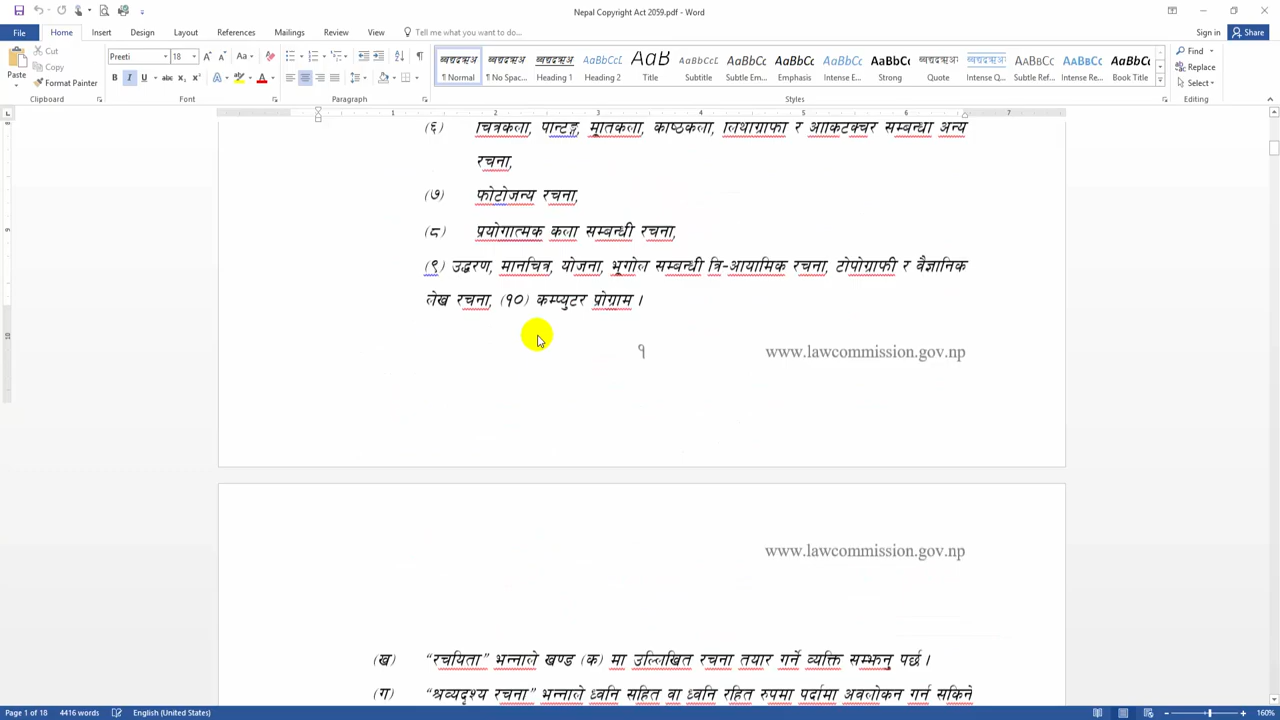 Nepal Copyright Act 2059.pdf - Word
Sign in
Share
File
Home
Insert
Design
Layout
References
Mailings
Review
View
Tell me what you want to do...
Paste
Cut
Copy
Format Painter
Clipboard
Preeti
18
Font
Paragraph
¶ Normal
¶ No Spac...
Heading 1
Heading 2
Title
Subtitle
Subtle Em...
Emphasis
Intense E...
Strong
Quote
Intense Q...
Subtle Ref...
Intense Re...
Book Title
Styles
Find
Replace
Select
Editing
1 2 3 4 5 6 7
(६) चित्रकला, काष्ठकला, र सम्बन्धी अन्य
रचना,
(७) फोटोजन्य रचना,
(८) प्रयोगात्मक कला सम्बन्धी रचना,
(९) उद्धरण, मानचित्र, योजना, भूगोल सम्बन्धी त्रि-आयामिक रचना, टोपोग्राफी र वैज्ञानिक
लेख रचना, (१०) कम्प्युटर प्रोग्राम ।
१ www.lawcommission.gov.np
www.lawcommission.gov.np
(ख) “रचयिता” भन्नाले खण्ड (क) मा उल्लिखित रचना तयार गर्ने व्यक्ति सम्झनु पर्छ ।
(ग) “श्रव्यदृश्य रचना” भन्नाले ध्वनि सहित वा ध्वनि रहित रुपमा पर्दामा अवलोकन गर्न सकिने
Page 1 of 18 4416 words English (United States) 160%